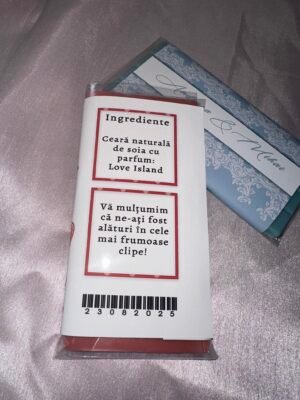 Ingrediente
Ceară naturală
de soia cu
parfum:
Love Island
Vă mulțumim
că ne-ați fost
alături în cele
mai frumoase
clipe!
23082025
& Mihai